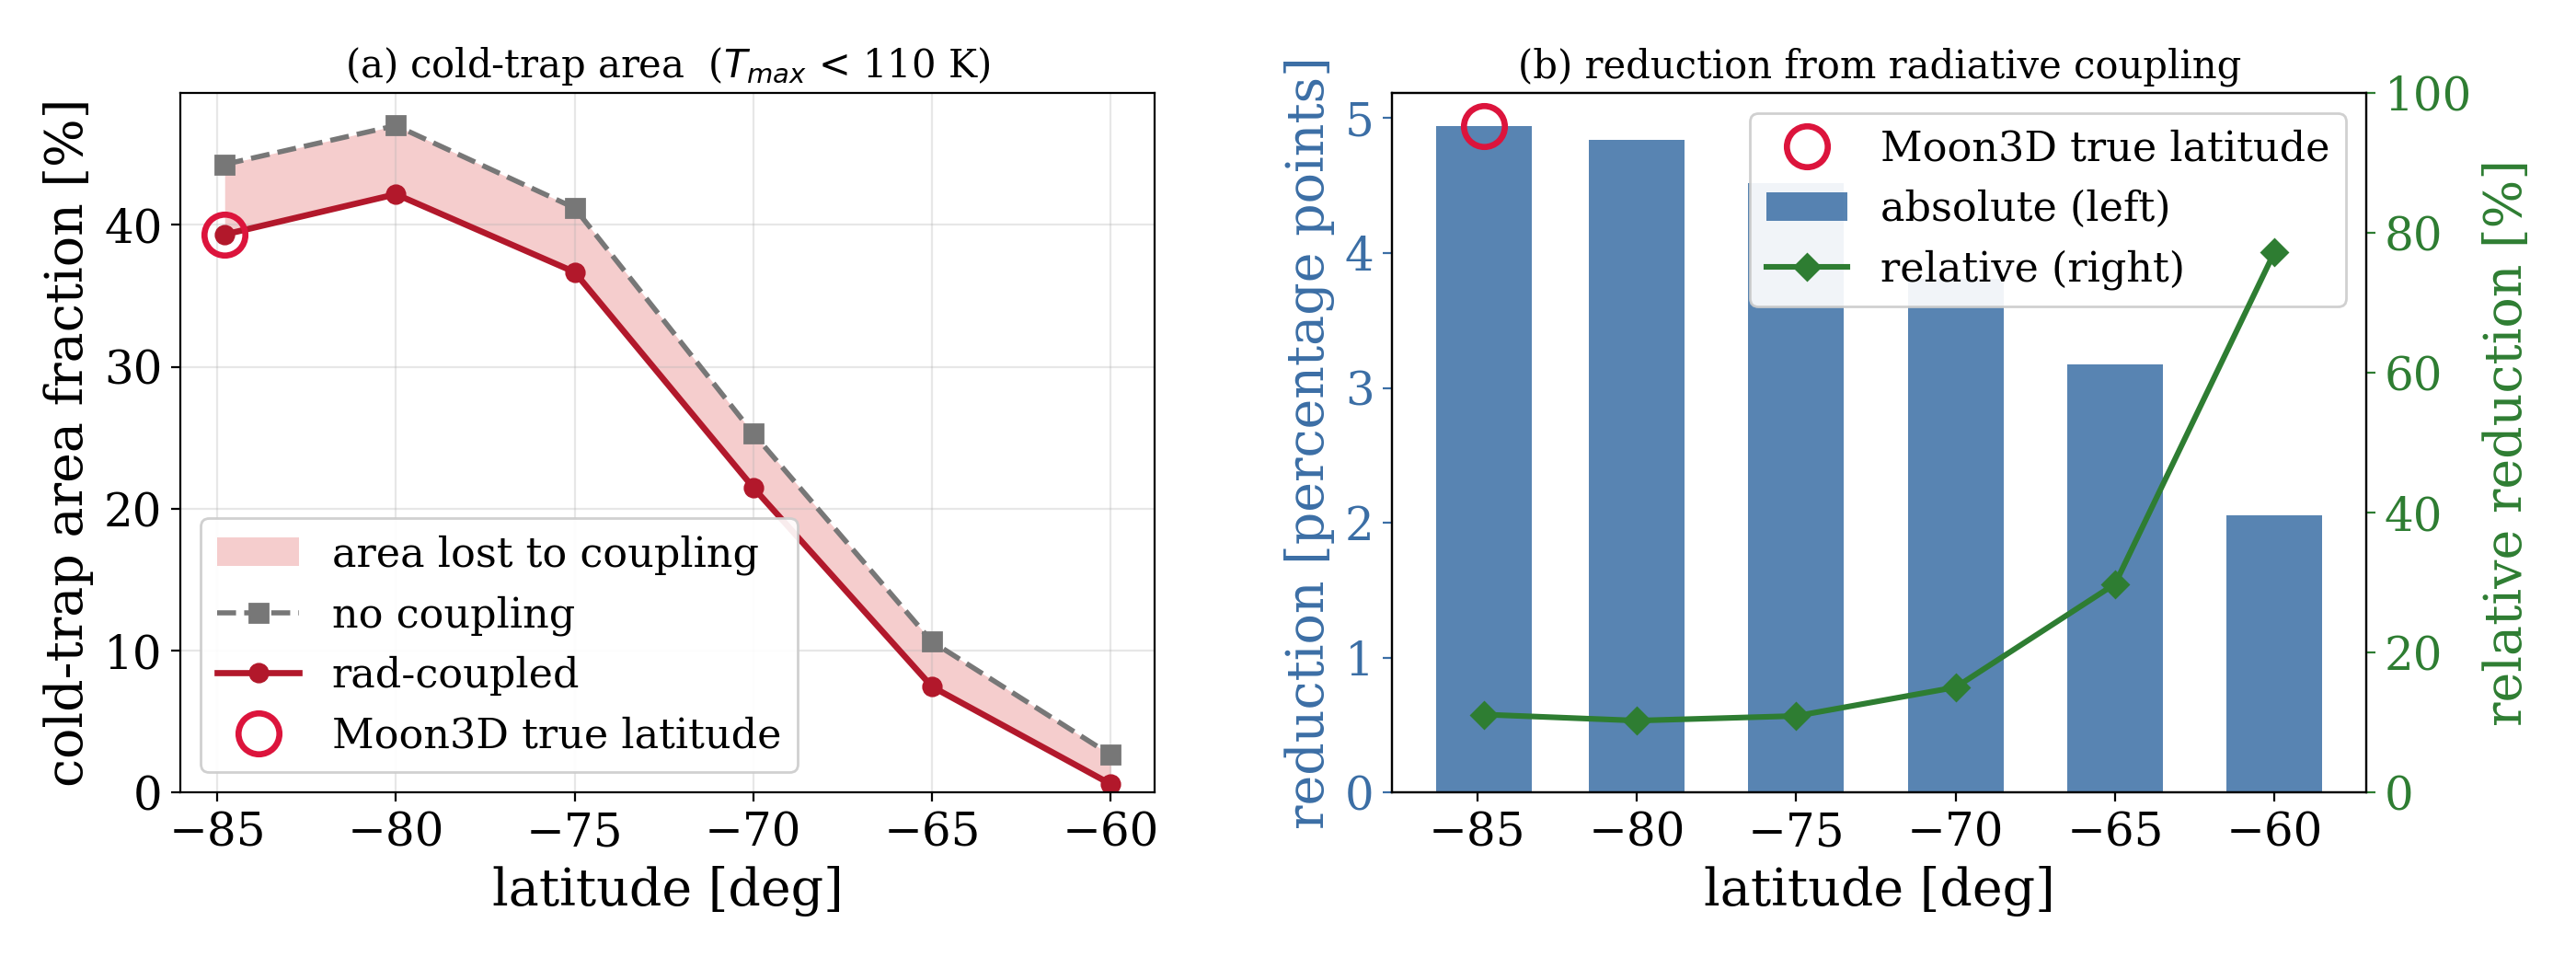 (a) cold-trap area (Tmax < 110 K)
cold-trap area fraction [%]
40
30
20
10
0
area lost to coupling
no coupling
rad-coupled
Moon3D true latitude
−85 −80 −75 −70 −65 −60
latitude [deg]
(b) reduction from radiative coupling
reduction [percentage points]
5
4
3
2
1
0
Moon3D true latitude
absolute (left)
relative (right)
100
80
60
40
20
0
relative reduction [%]
−85 −80 −75 −70 −65 −60
latitude [deg]